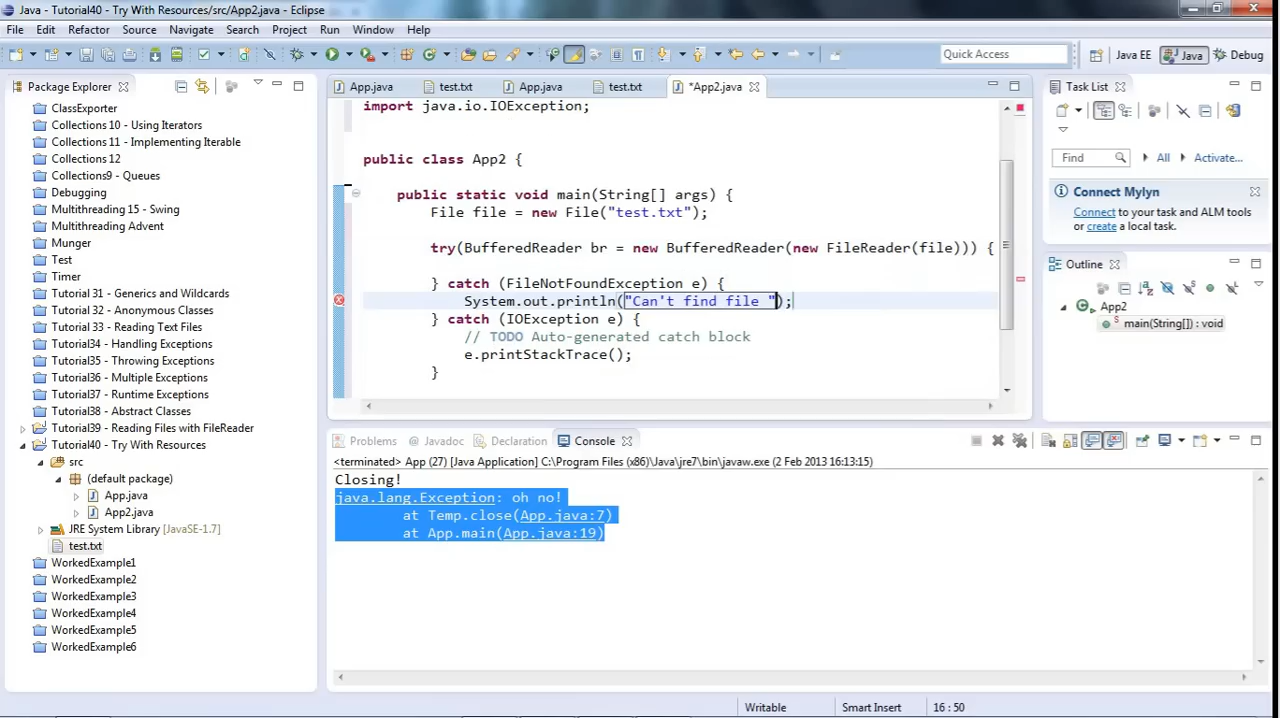 Java - Tutorial40 - Try With Resources/src/App2.java - Eclipse
File Edit Refactor Source Navigate Search Project Run Window Help
Quick Access Java EE Java Debug
Package Explorer
ClassExporter
Collections 10 - Using Iterators
Collections 11 - Implementing Iterable
Collections 12
Collections9 - Queues
Debugging
Multithreading 15 - Swing
Multithreading Advent
Munger
Test
Timer
Tutorial 31 - Generics and Wildcards
Tutorial 32 - Anonymous Classes
Tutorial 33 - Reading Text Files
Tutorial34 - Handling Exceptions
Tutorial35 - Throwing Exceptions
Tutorial36 - Multiple Exceptions
Tutorial37 - Runtime Exceptions
Tutorial38 - Abstract Classes
Tutorial39 - Reading Files with FileReader
Tutorial40 - Try With Resources
src
(default package)
App.java
App2.java
JRE System Library [JavaSE-1.7]
test.txt
WorkedExample1
WorkedExample2
WorkedExample3
WorkedExample4
WorkedExample5
WorkedExample6
App.java test.txt App.java test.txt *App2.java
import java.io.IOException;
public class App2 {
public static void main(String[] args) {
File file = new File("test.txt");
try(BufferedReader br = new BufferedReader(new FileReader(file))) {
} catch (FileNotFoundException e) {
System.out.println("Can't find file ");
} catch (IOException e) {
// TODO Auto-generated catch block
e.printStackTrace();
}
Problems Javadoc Declaration Console
<terminated> App (27) [Java Application] C:\Program Files (x86)\Java\jre7\bin\javaw.exe (2 Feb 2013 16:13:15)
Closing!
java.lang.Exception: oh no!
at Temp.close(App.java:7)
at App.main(App.java:19)
Task List
Find All Activate...
Connect Mylyn
Connect to your task and ALM tools
or create a local task.
Outline
App2
main(String[]) : void
Writable Smart Insert 16 : 50